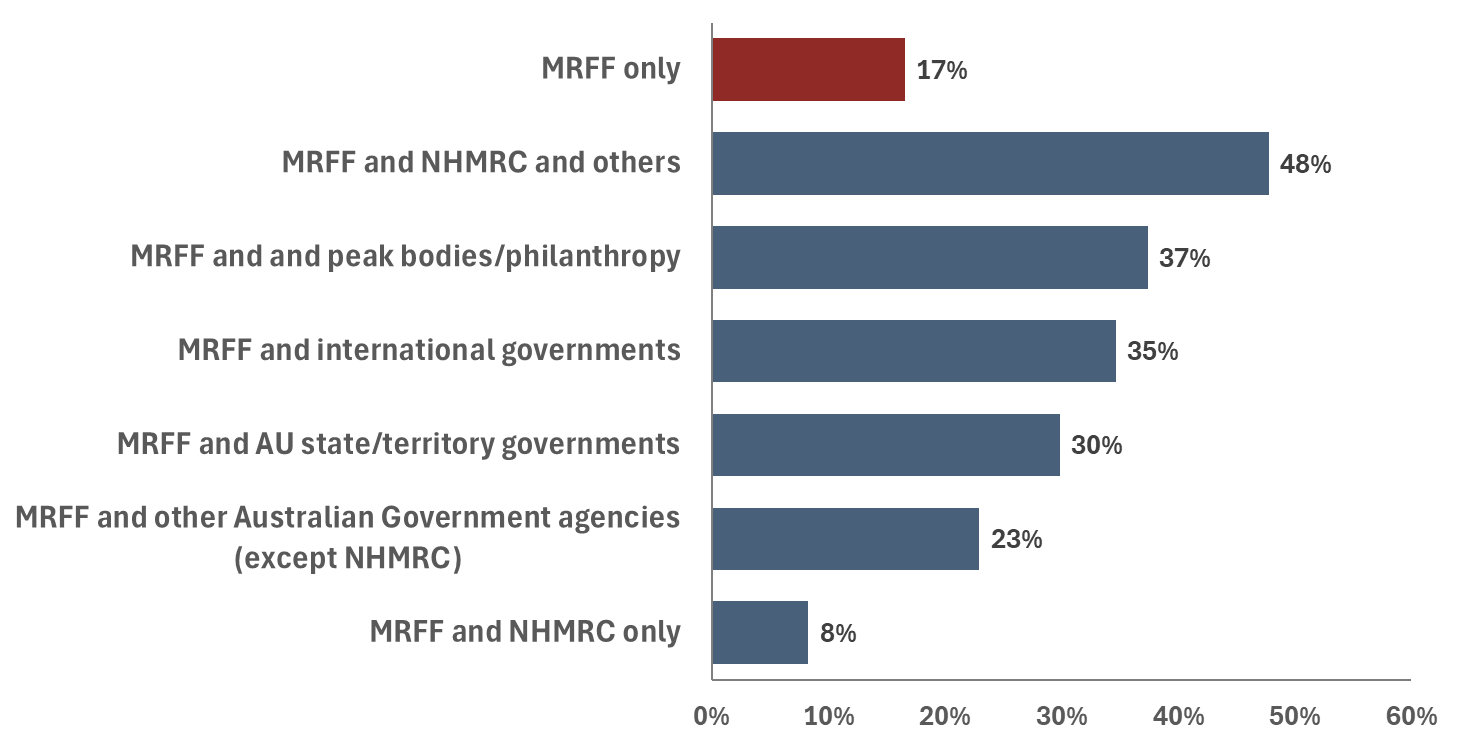 MRFF only
17%
MRFF and NHMRC and others
48%
MRFF and and peak bodies/philanthropy
37%
MRFF and international governments
35%
MRFF and AU state/territory governments
30%
MRFF and other Australian Government agencies
(except NHMRC)
23%
MRFF and NHMRC only
8%
0% 10% 20% 30% 40% 50% 60%